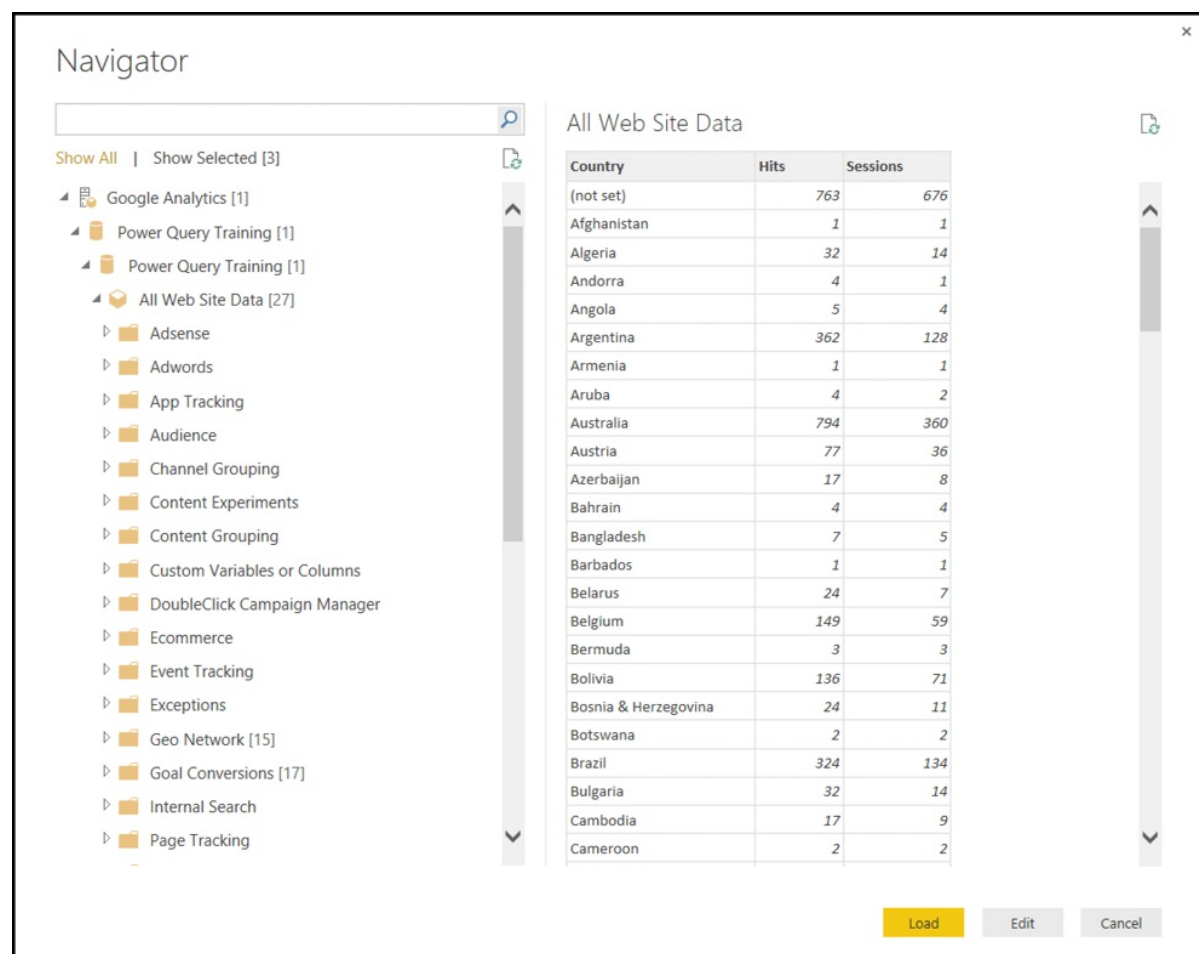 Navigator
Show All | Show Selected [3]
Google Analytics [1]
Power Query Training [1]
Power Query Training [1]
All Web Site Data [27]
Adsense
Adwords
App Tracking
Audience
Channel Grouping
Content Experiments
Content Grouping
Custom Variables or Columns
DoubleClick Campaign Manager
Ecommerce
Event Tracking
Exceptions
Geo Network [15]
Goal Conversions [17]
Internal Search
Page Tracking
All Web Site Data
Country Hits Sessions
(not set) 763 676
Afghanistan 1 1
Algeria 32 14
Andorra 4 1
Angola 5 4
Argentina 362 128
Armenia 1 1
Aruba 4 2
Australia 794 360
Austria 77 36
Azerbaijan 17 8
Bahrain 4 4
Bangladesh 7 5
Barbados 1 1
Belarus 24 7
Belgium 149 59
Bermuda 3 3
Bolivia 136 71
Bosnia & Herzegovina 24 11
Botswana 2 2
Brazil 324 134
Bulgaria 32 14
Cambodia 17 9
Cameroon 2 2
Load Edit Cancel